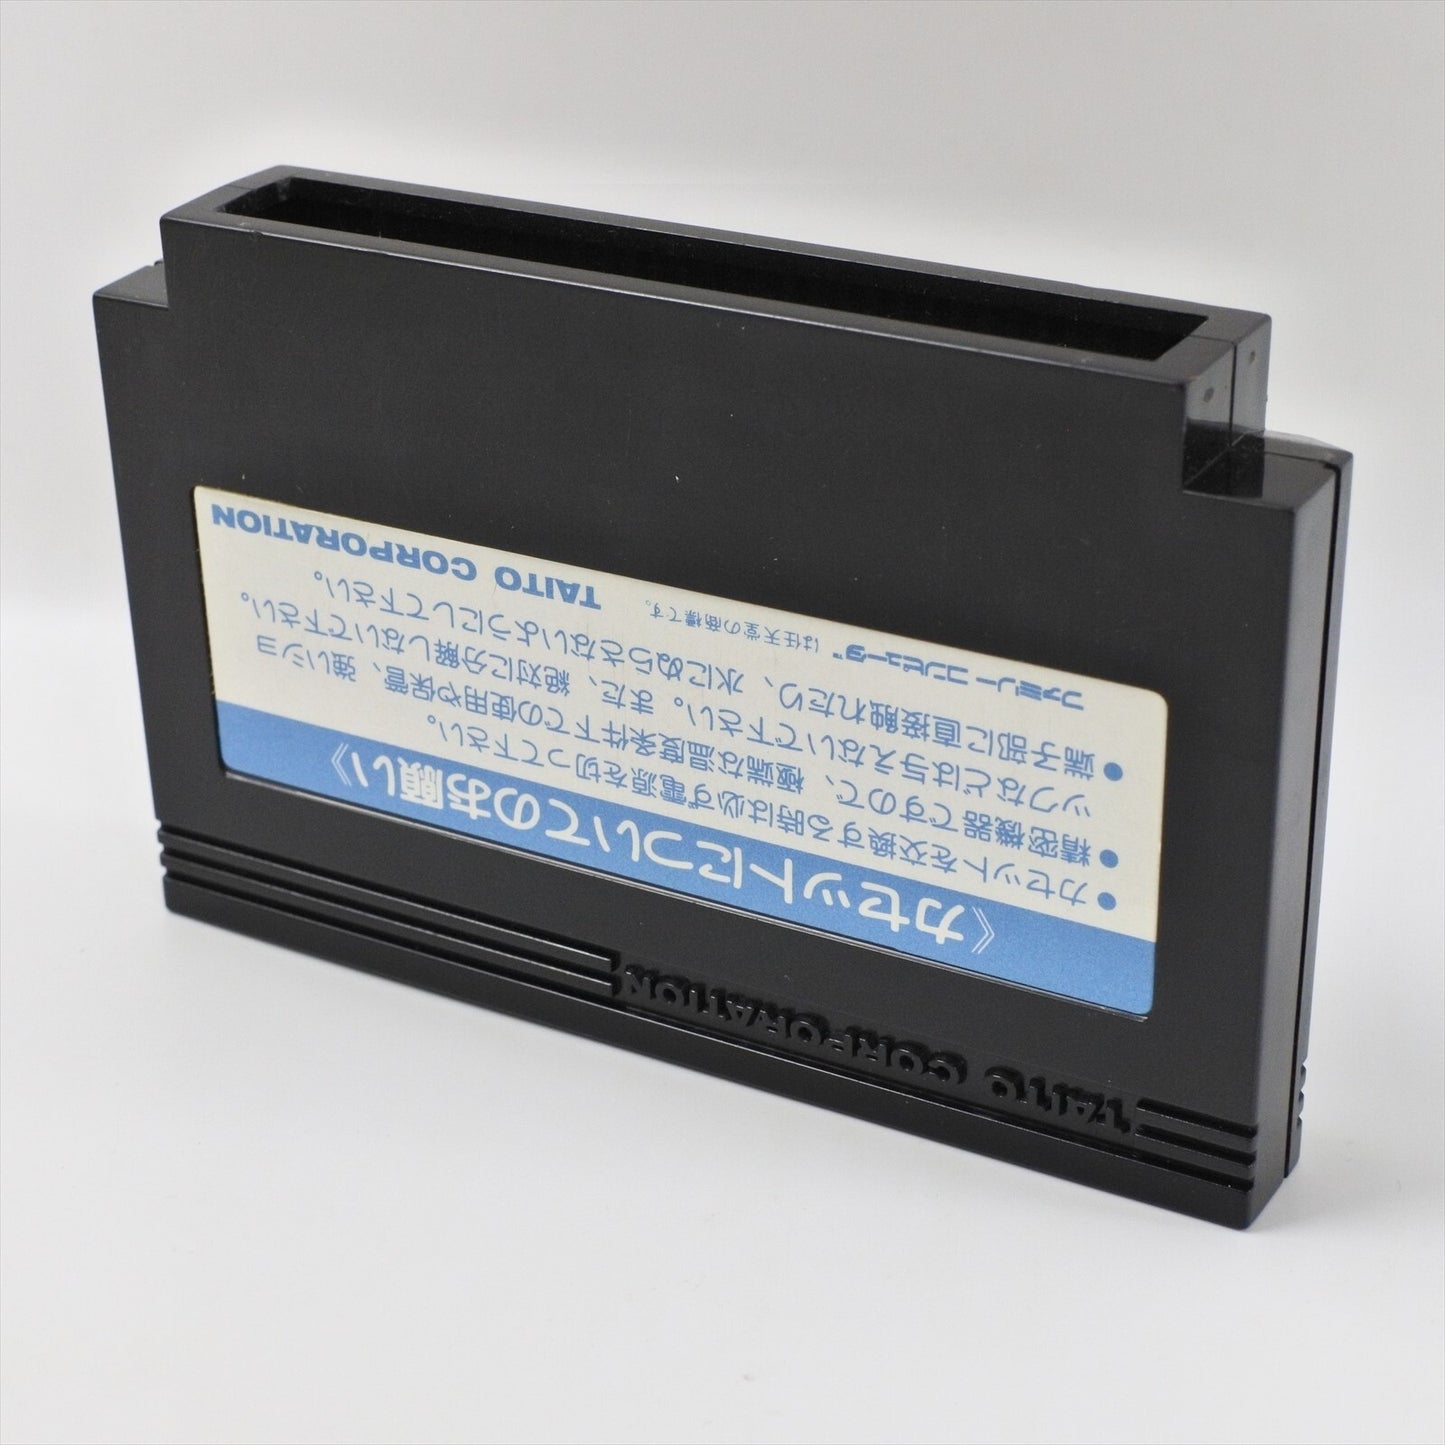 TAITO CORPORATION
《カセットについてのお願い》
●カセットを交換する時は必ず電源を切って下さい。
●精密機器ですので、極端な温度条件下での使用や保管、強いショ
ックなどは与えないで下さい。また、絶対に分解しないで下さい。
●端子部に直接触れたり、水にぬらさないようにして下さい。
ファミリーコンピュータ™は任天堂の商標です。
TAITO CORPORATION